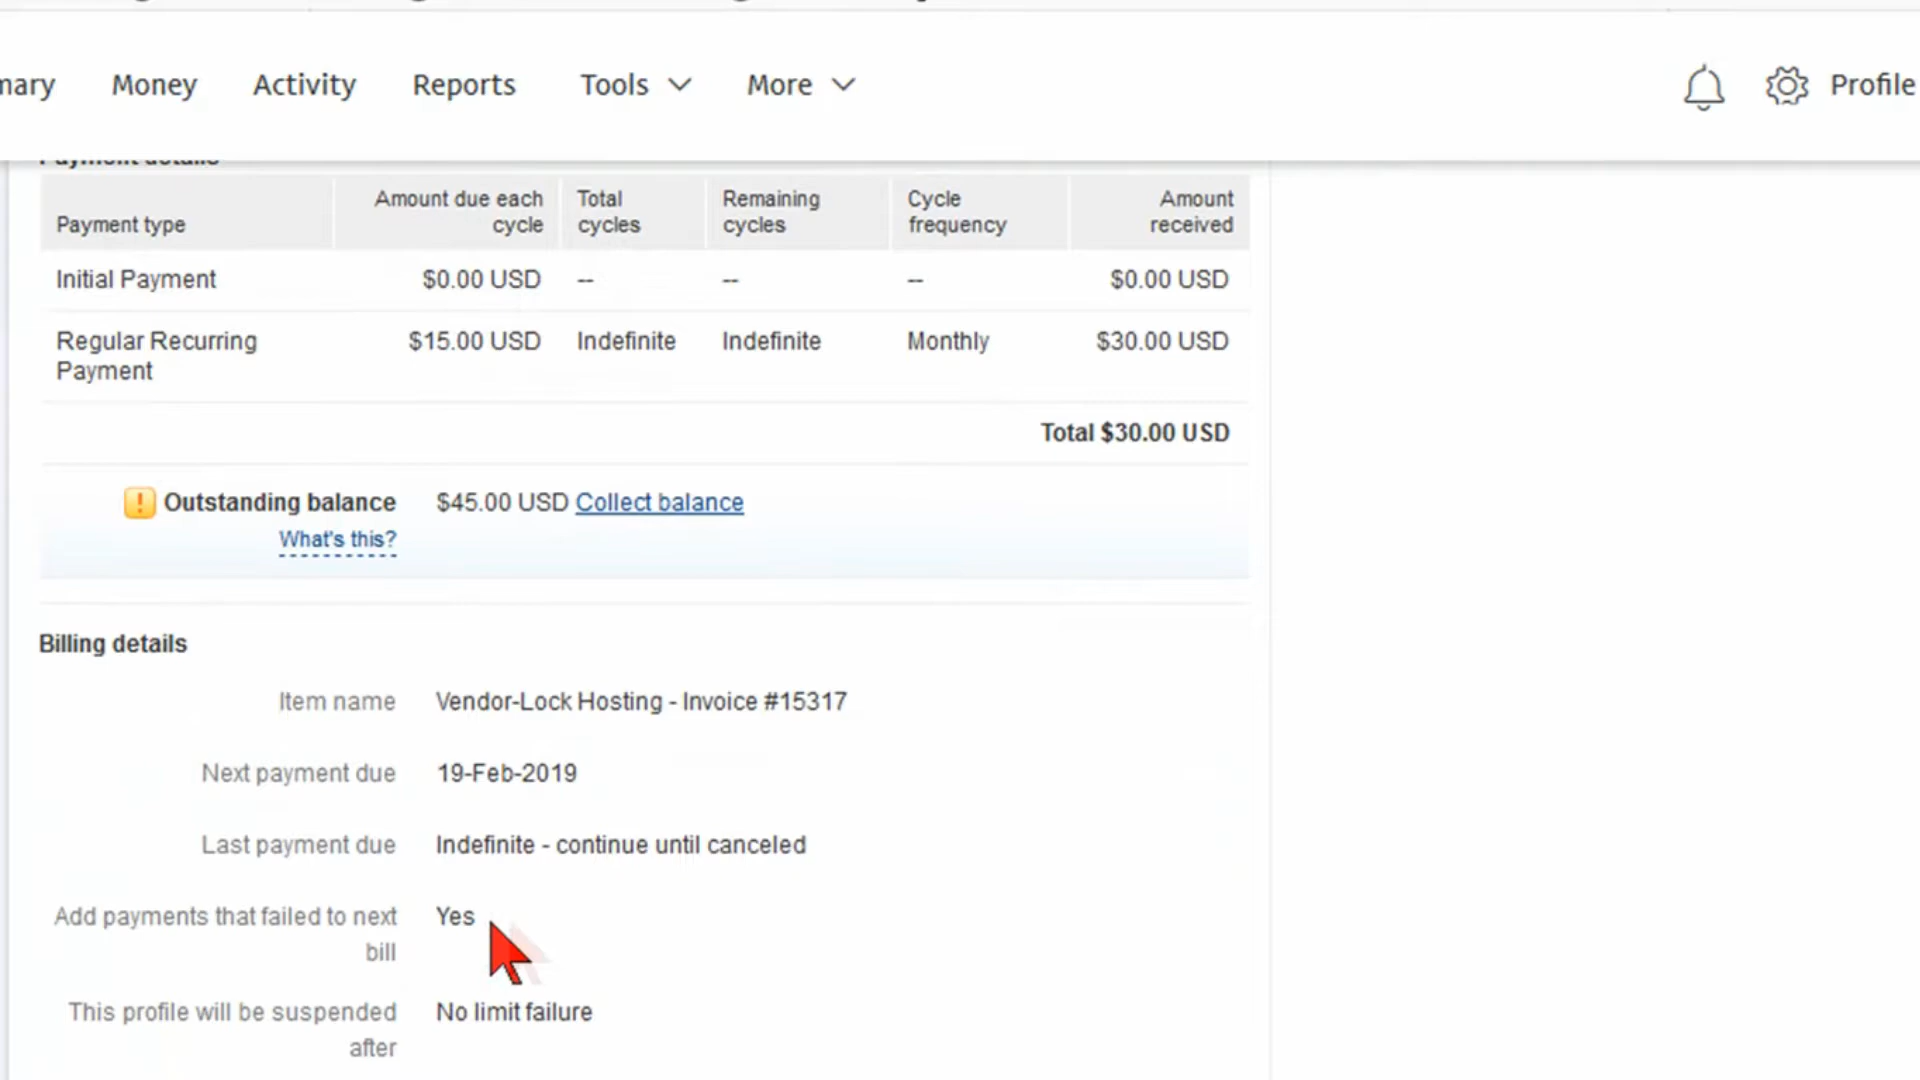 Money Activity Reports Tools More Profile
Payment details
Payment type Amount due each cycle Total cycles Remaining cycles Cycle frequency Amount received
Initial Payment $0.00 USD -- -- -- $0.00 USD
Regular Recurring Payment $15.00 USD Indefinite Indefinite Monthly $30.00 USD
Total $30.00 USD
Outstanding balance $45.00 USD Collect balance
What's this?
Billing details
Item name Vendor-Lock Hosting - Invoice #15317
Next payment due 19-Feb-2019
Last payment due Indefinite - continue until canceled
Add payments that failed to next Yes
bill
This profile will be suspended No limit failure
after